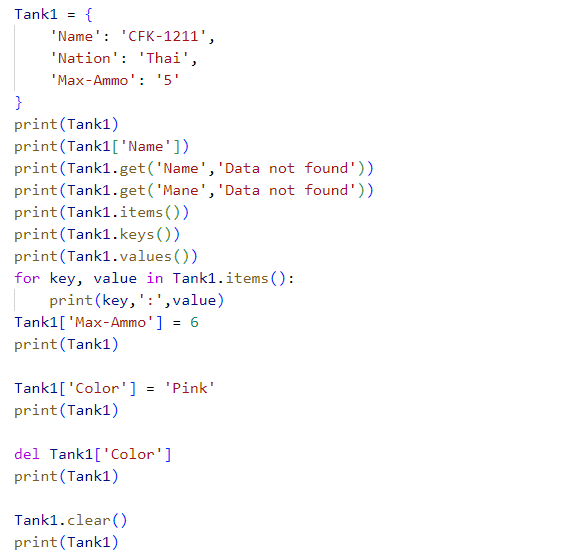 Tank1 = {
    'Name': 'CFK-1211',
    'Nation': 'Thai',
    'Max-Ammo': '5'
}
print(Tank1)
print(Tank1['Name'])
print(Tank1.get('Name','Data not found'))
print(Tank1.get('Mane','Data not found'))
print(Tank1.items())
print(Tank1.keys())
print(Tank1.values())
for key, value in Tank1.items():
    print(key,':',value)
Tank1['Max-Ammo'] = 6
print(Tank1)

Tank1['Color'] = 'Pink'
print(Tank1)

del Tank1['Color']
print(Tank1)

Tank1.clear()
print(Tank1)